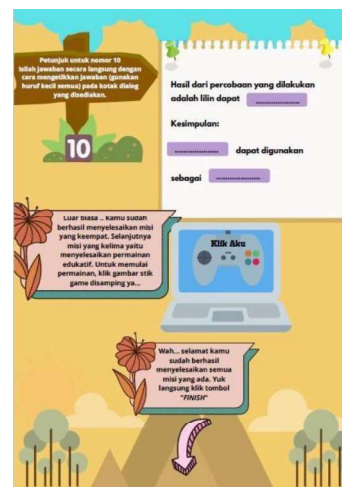 Petunjuk untuk nomor 10
Isilah jawaban secara langsung dengan
cara mengetikkan jawaban (gunakan
huruf kecil semua) pada kotak dialog
yang disediakan.
10
Hasil dari percobaan yang dilakukan
adalah lilin dapat ....................
Kesimpulan:
.................... dapat digunakan
sebagai ....................
Luar biasa .. kamu sudah
berhasil menyelesaikan misi
yang keempat. Selanjutnya
misi yang kelima yaitu
menyelesaikan permainan
edukatif. Untuk memulai
permainan, klik gambar stik
game disamping ya...
Klik Aku
Wah... selamat kamu
sudah berhasil
menyelesaikan semua
misi yang ada. Yuk
langsung klik tombol
"FINISH"